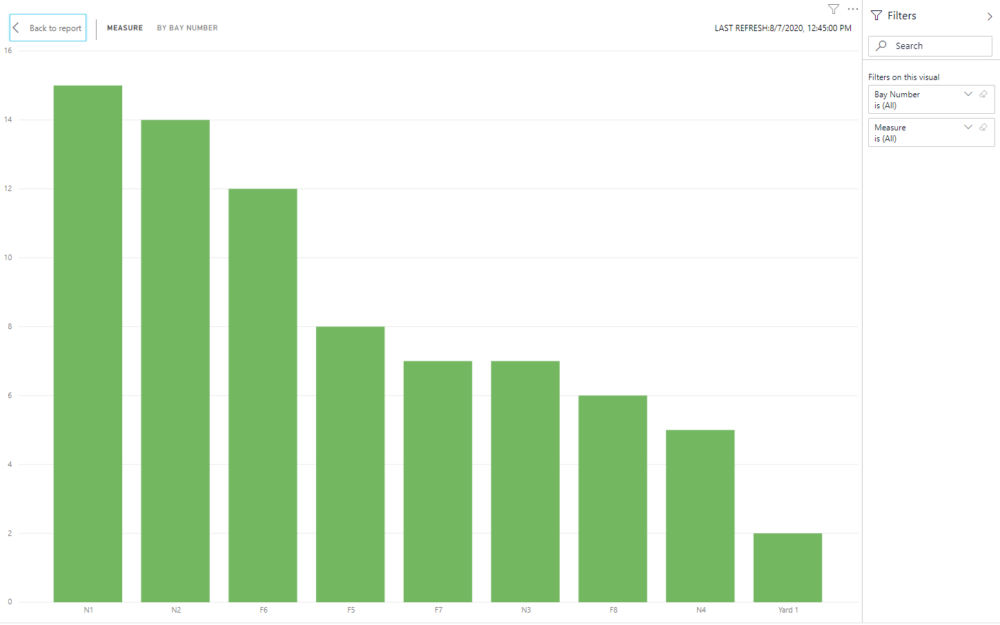 Back to report
MEASURE
BY BAY NUMBER
LAST REFRESH:8/7/2020, 12:45:00 PM
16
14
12
10
8
6
4
2
0
N1
N2
F6
F5
F7
N3
F8
N4
Yard 1
Filters
Search
Filters on this visual
Bay Number
is (All)
Measure
is (All)